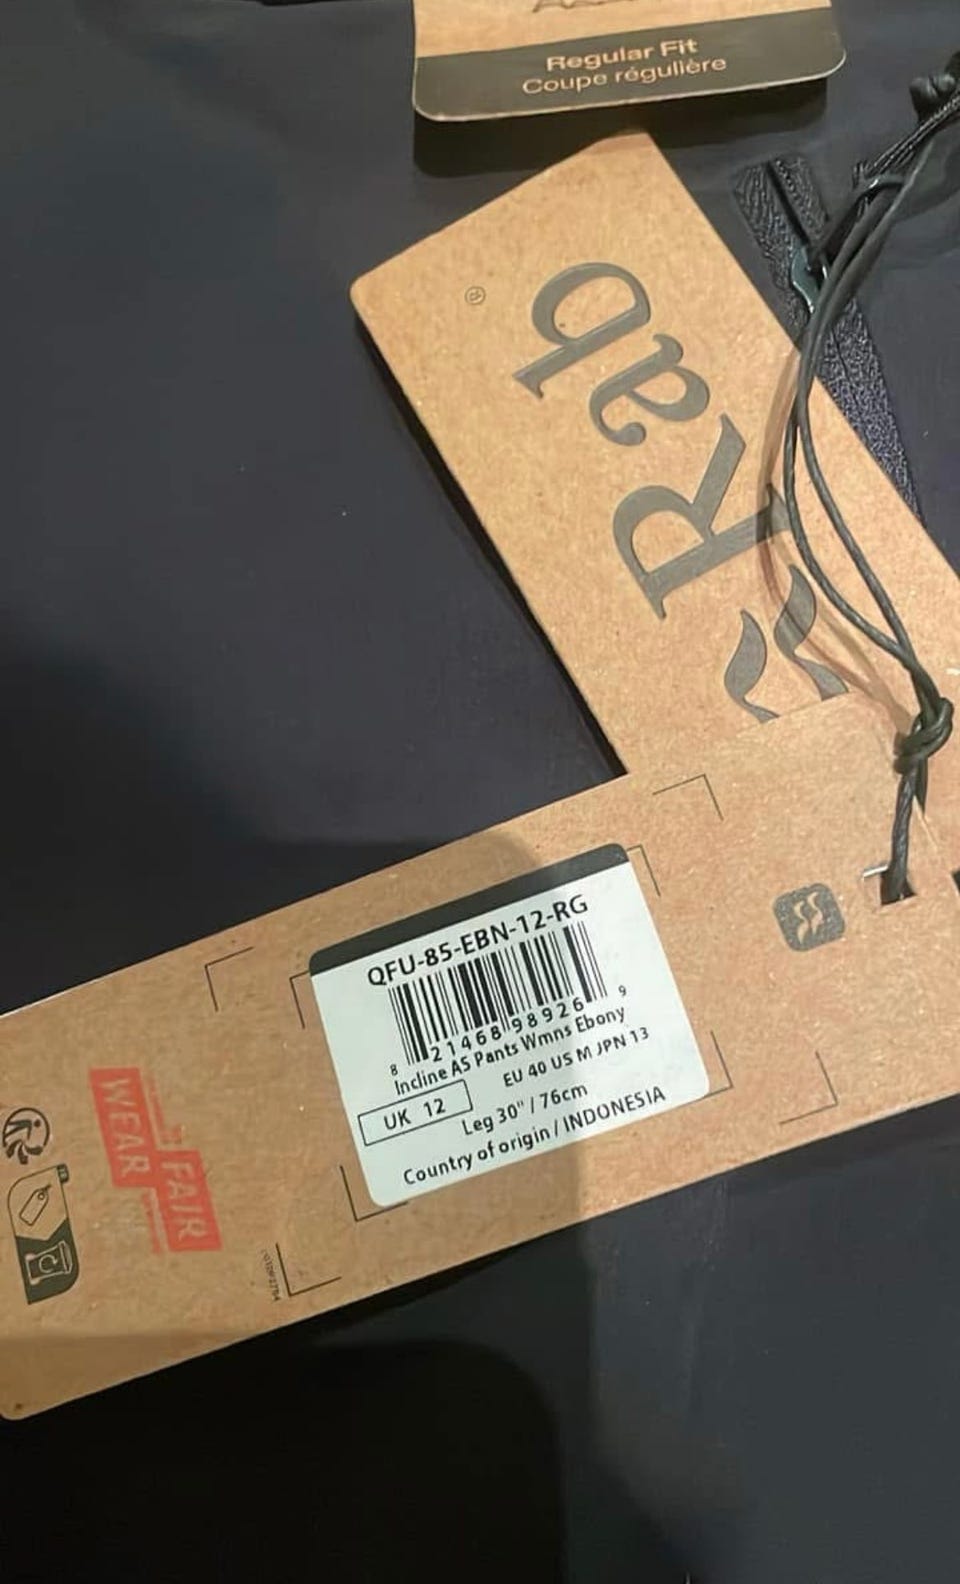 Regular Fit
Coupe régulière
®
Rab
QFU-85-EBN-12-RG
8 21468 98926 9
Incline AS Pants Wmns Ebony
UK 12 EU 40 US M JPN 13
Leg 30" / 76cm
Country of origin / INDONESIA
FAIR
WEAR